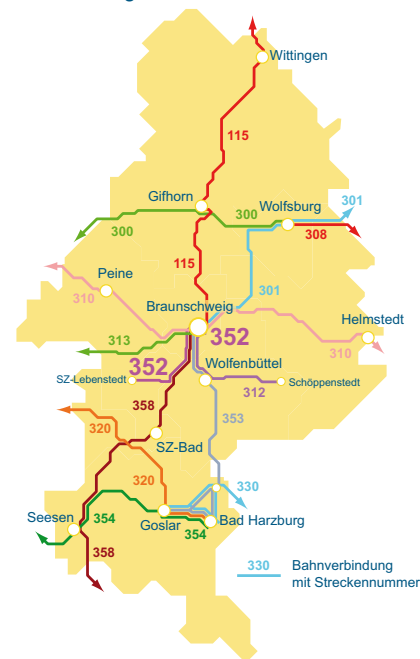 Wittingen
115
Gifhorn
Wolfsburg
301
300
300
308
Peine
115
301
310
Braunschweig
352
Helmstedt
313
310
352
Wolfenbüttel
SZ-Lebenstedt
Schöppenstedt
312
358
353
320
SZ-Bad
320
330
Seesen
354
Goslar
354
Bad Harzburg
358
330 Bahnverbindung
mit Streckennummer